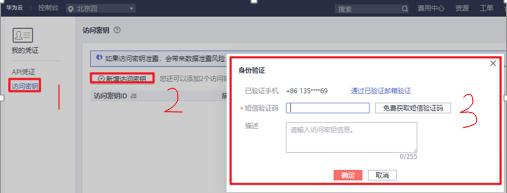 华为云 控制台 北京四 搜索 费用中心 资源 工单
我的凭证
API凭证
访问密钥
访问密钥
如果访问密钥泄露，会带来数据泄露风险，
新增访问密钥 您还可以添加2个访问
访问密钥ID
1
2
身份验证
已验证手机 +86 135****69 通过已验证邮箱验证
* 短信验证码 免费获取短信验证码
3
描述 请输入访问密钥信息。
0/255
确定 取消